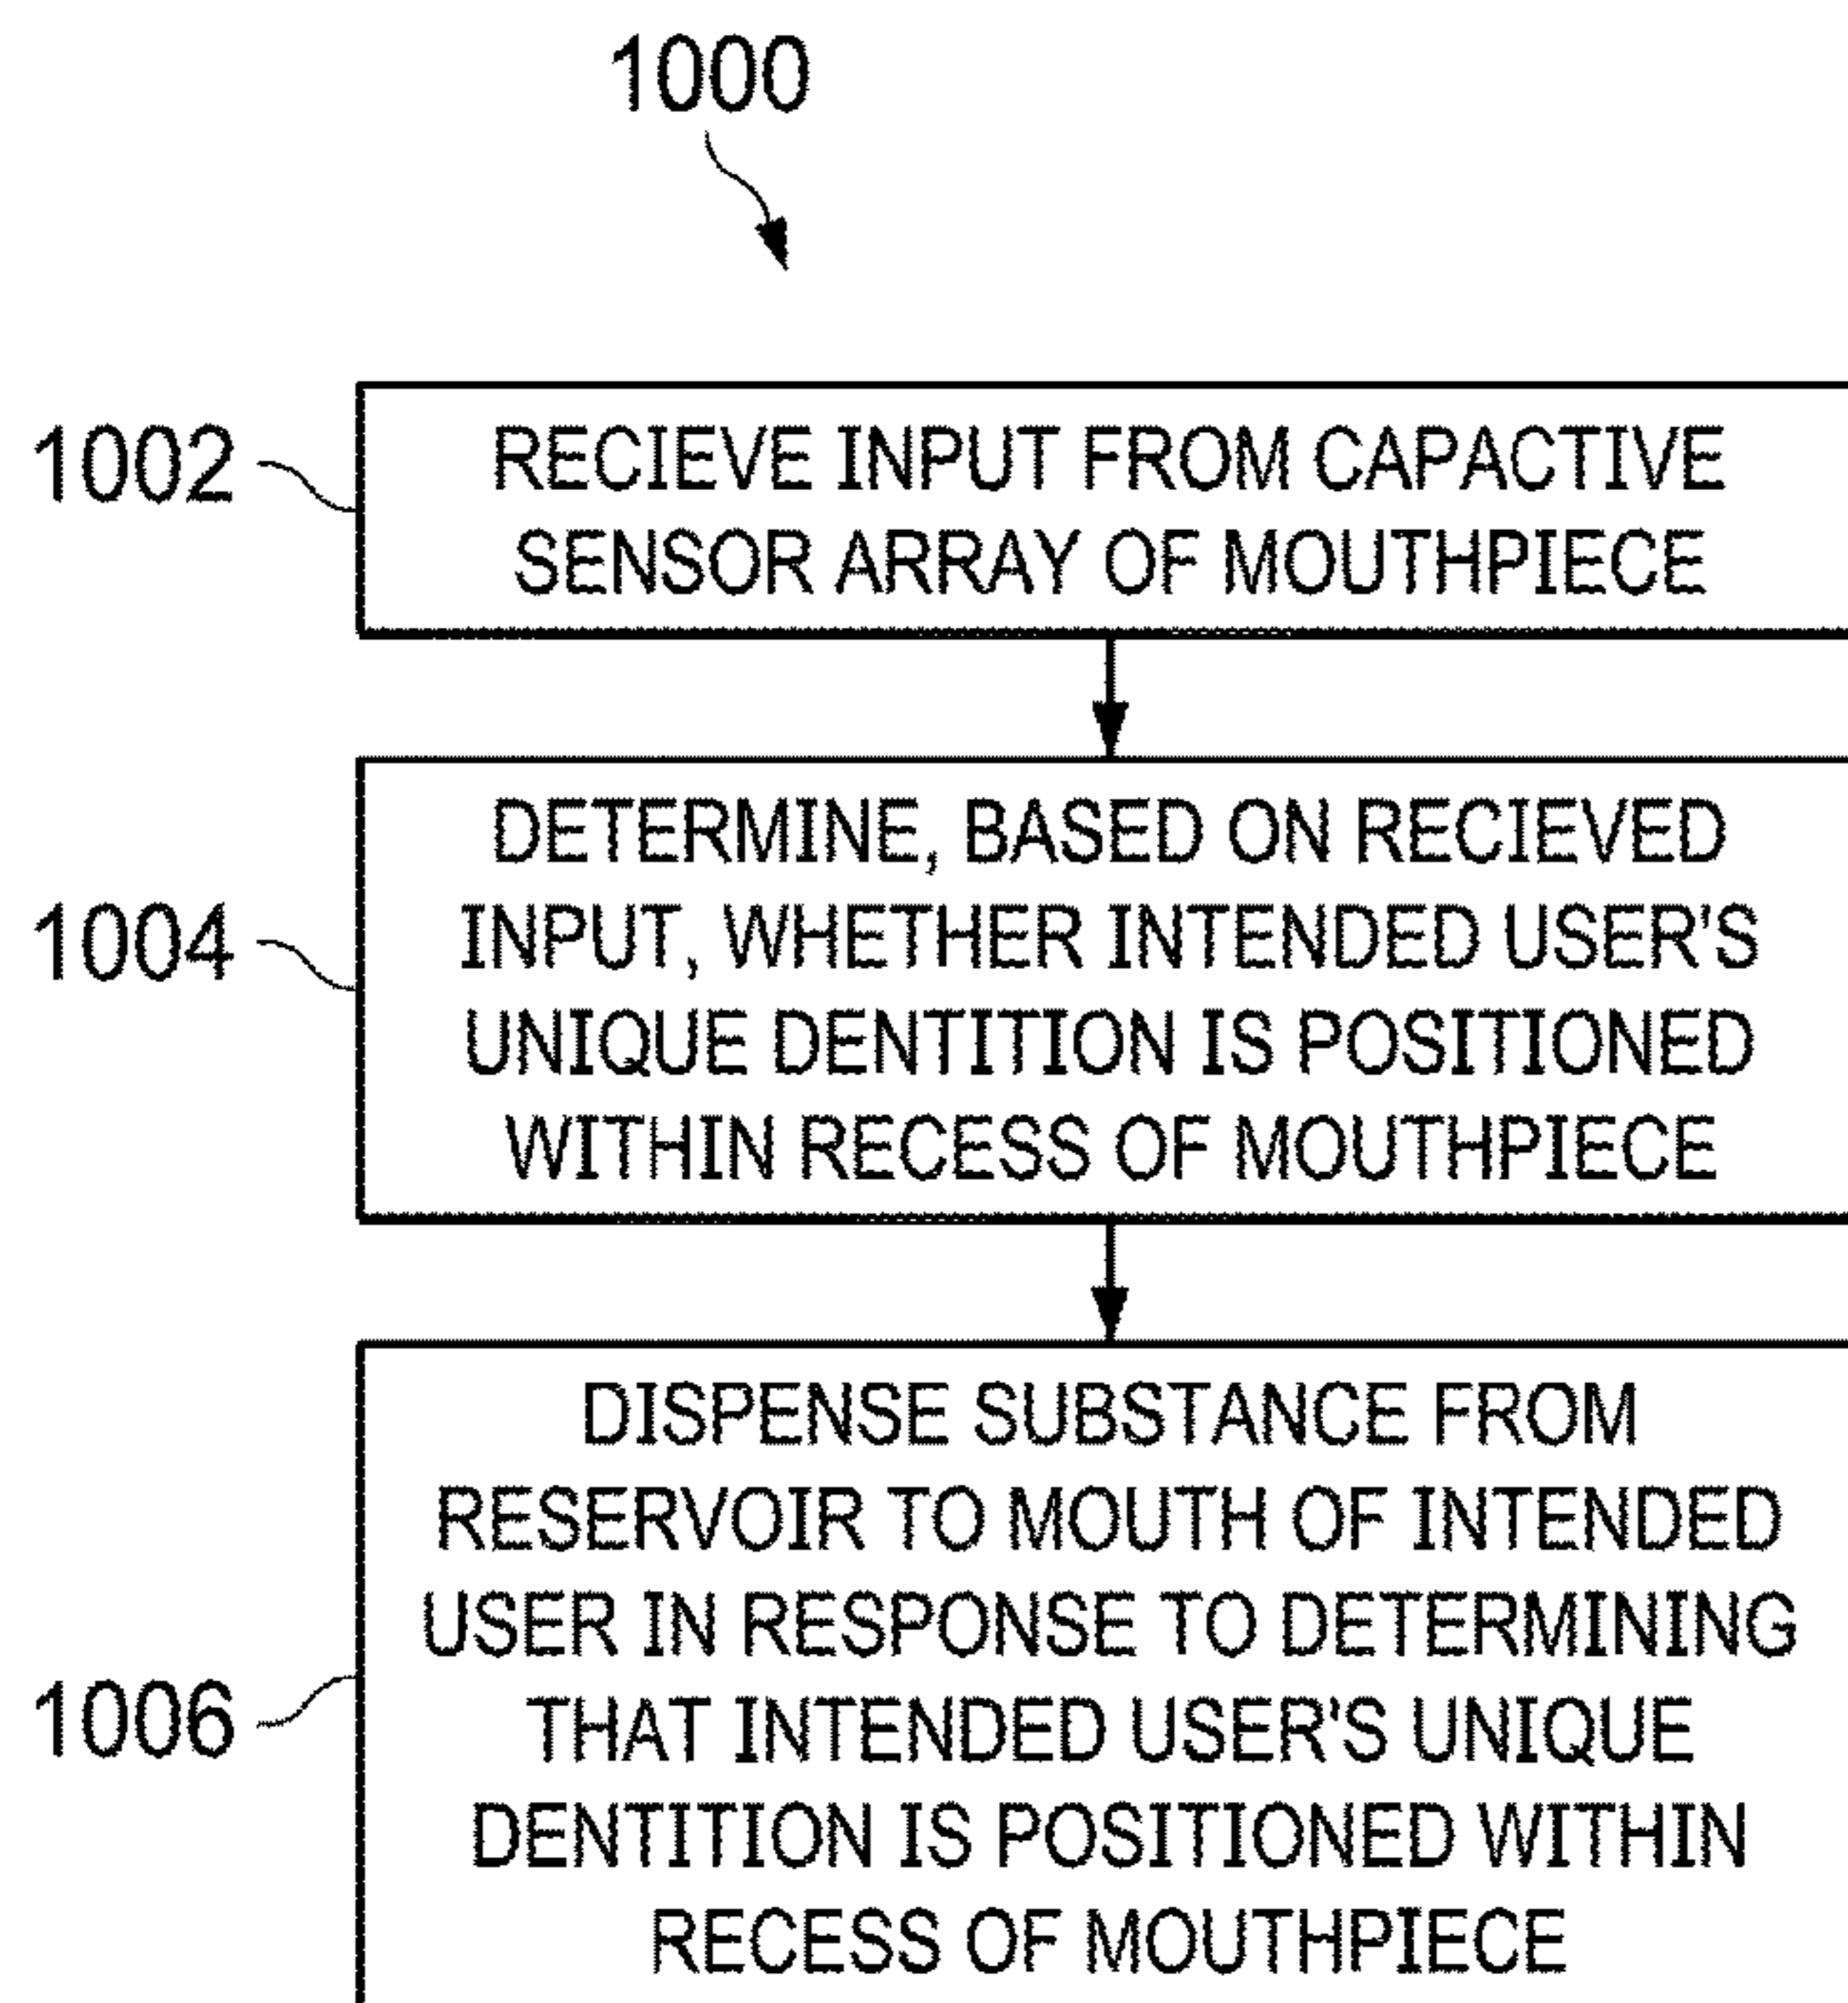 1000
1002
RECIEVE INPUT FROM CAPACTIVE
SENSOR ARRAY OF MOUTHPIECE
1004
DETERMINE, BASED ON RECIEVED
INPUT, WHETHER INTENDED USER'S
UNIQUE DENTITION IS POSITIONED
WITHIN RECESS OF MOUTHPIECE
1006
DISPENSE SUBSTANCE FROM
RESERVOIR TO MOUTH OF INTENDED
USER IN RESPONSE TO DETERMINING
THAT INTENDED USER'S UNIQUE
DENTITION IS POSITIONED WITHIN
RECESS OF MOUTHPIECE